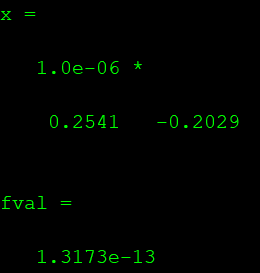 x =
1.0e-06 *
0.2541 -0.2029
fval =
1.3173e-13